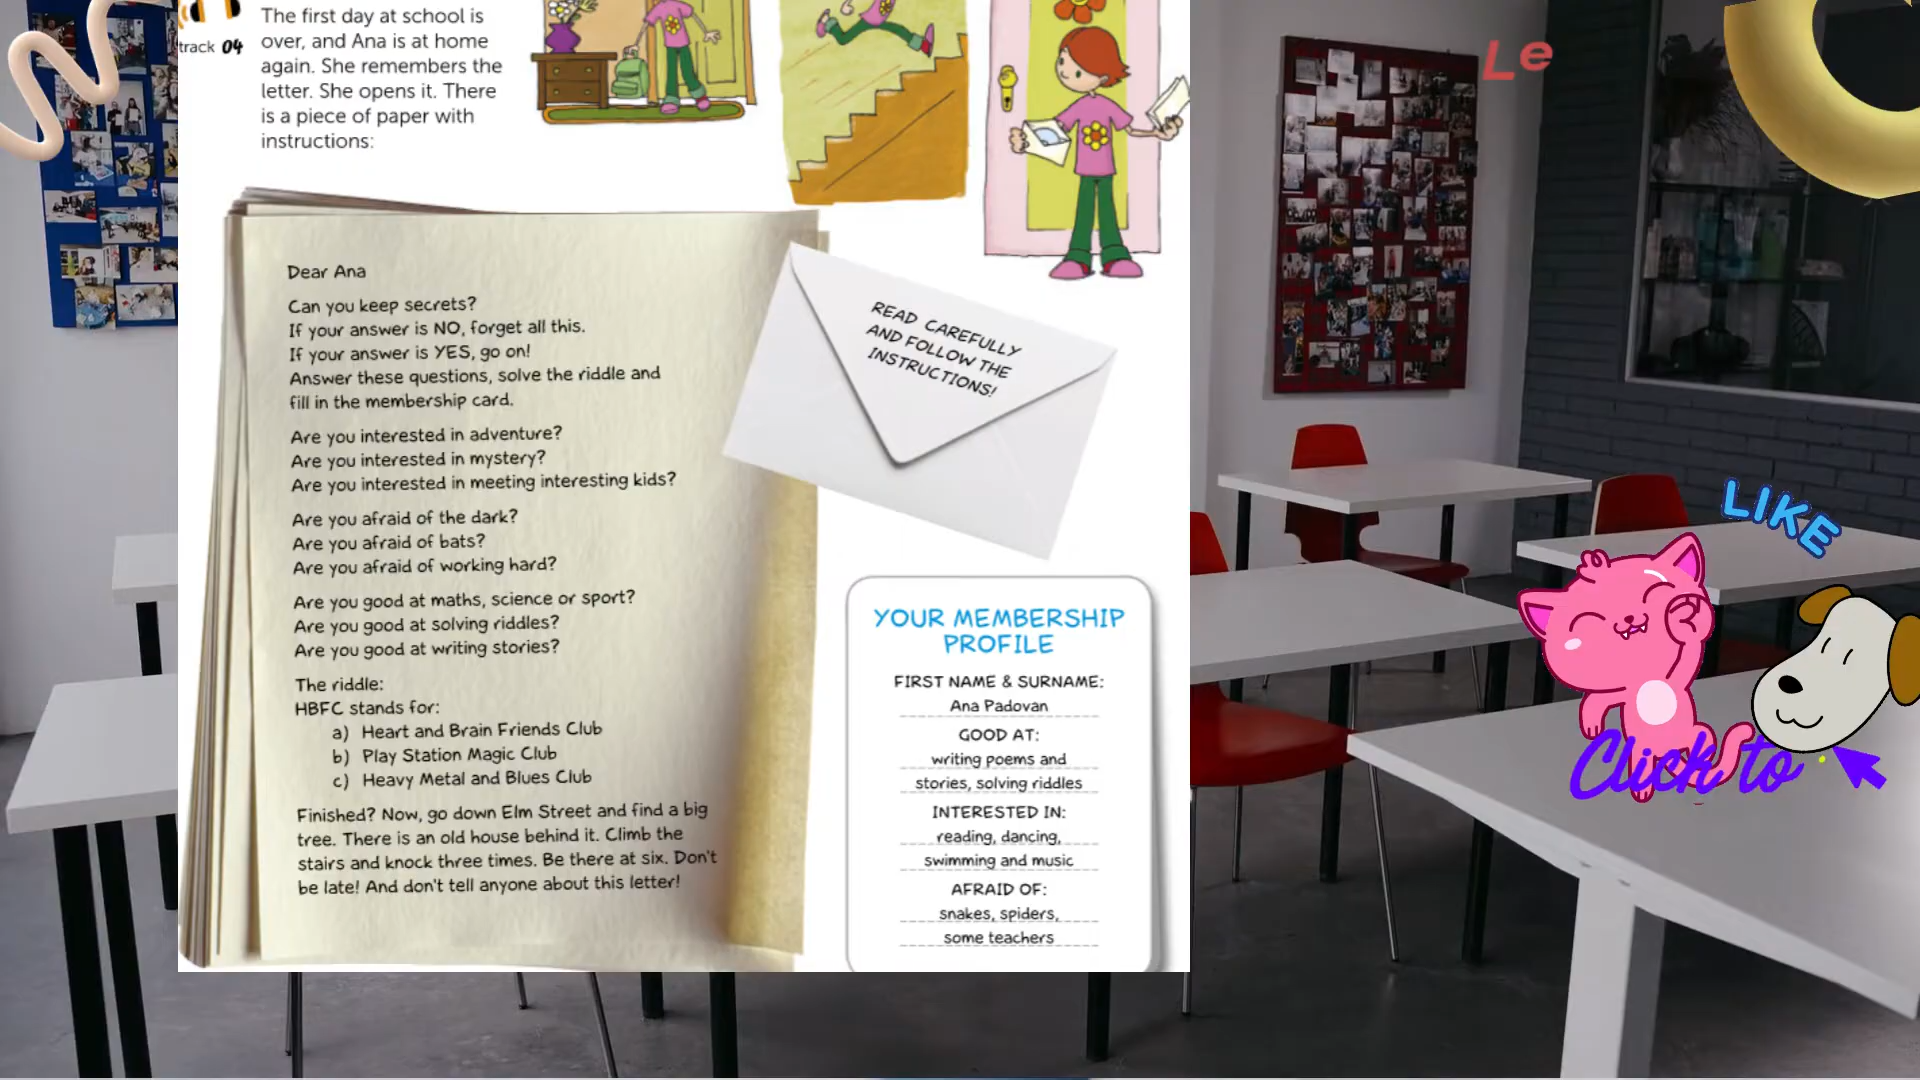 track 04
The first day at school is
over, and Ana is at home
again. She remembers the
letter. She opens it. There
is a piece of paper with
instructions:
Dear Ana
Can you keep secrets?
If your answer is NO, forget all this.
If your answer is YES, go on!
Answer these questions, solve the riddle and
fill in the membership card.
Are you interested in adventure?
Are you interested in mystery?
Are you interested in meeting interesting kids?
Are you afraid of the dark?
Are you afraid of bats?
Are you afraid of working hard?
Are you good at maths, science or sport?
Are you good at solving riddles?
Are you good at writing stories?
The riddle:
HBFC stands for:
a) Heart and Brain Friends Club
b) Play Station Magic Club
c) Heavy Metal and Blues Club
Finished? Now, go down Elm Street and find a big
tree. There is an old house behind it. Climb the
stairs and knock three times. Be there at six. Don't
be late! And don't tell anyone about this letter!
READ CAREFULLY
AND FOLLOW THE
INSTRUCTIONS!
YOUR MEMBERSHIP
PROFILE
FIRST NAME & SURNAME:
Ana Padovan
GOOD AT:
writing poems and
stories, solving riddles
INTERESTED IN:
reading, dancing,
swimming and music
AFRAID OF:
snakes, spiders,
some teachers
Le
LIKE
Click to